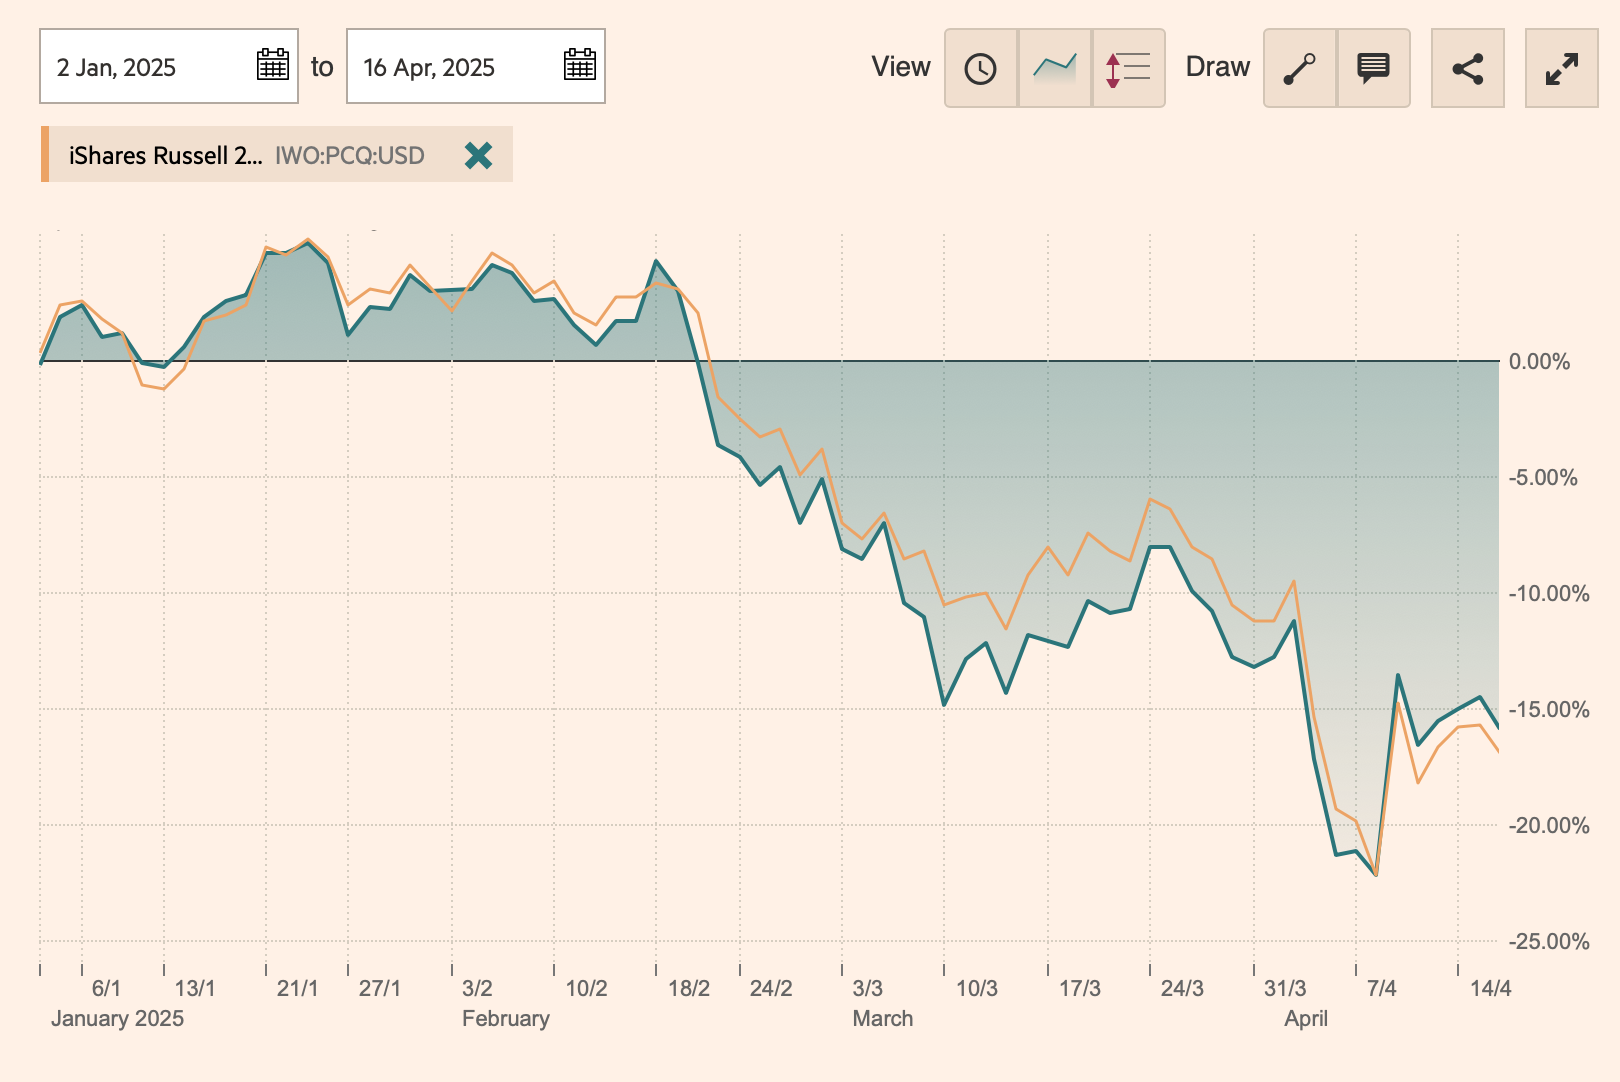 2 Jan, 2025 to 16 Apr, 2025 View Draw
iShares Russell 2... IWO:PCQ:USD
0.00%
-5.00%
-10.00%
-15.00%
-20.00%
-25.00%
6/1 13/1 21/1 27/1 3/2 10/2 18/2 24/2 3/3 10/3 17/3 24/3 31/3 7/4 14/4
January 2025 February March April